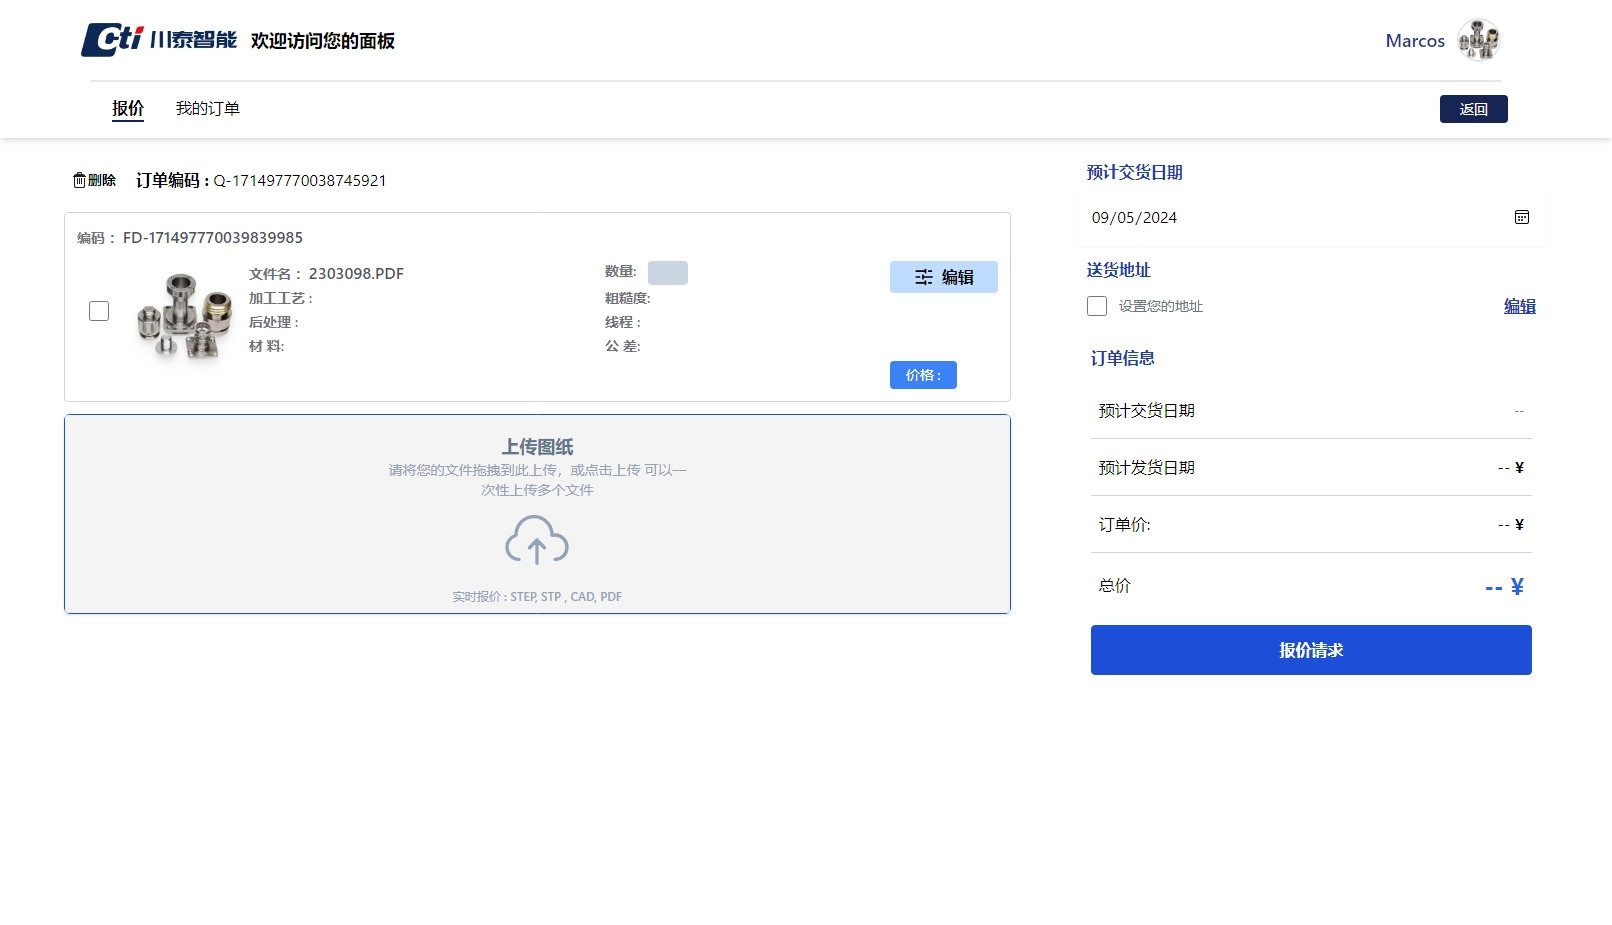 Cti 川泰智能 欢迎访问您的面板
Marcos
报价 我的订单
返回
删除 订单编码 : Q-171497770038745921
编码 : FD-171497770039839985
文件名 : 2303098.PDF
加工工艺 :
后处理 :
材 料:
数量:
粗糙度:
线程 :
公 差:
编辑
价格 :
上传图纸
请将您的文件拖拽到此上传，或点击上传 可以一
次性上传多个文件
实时报价 : STEP, STP , CAD, PDF
预计交货日期
09/05/2024
送货地址
设置您的地址 编辑
订单信息
预计交货日期 --
预计发货日期 -- ¥
订单价: -- ¥
总价 -- ¥
报价请求